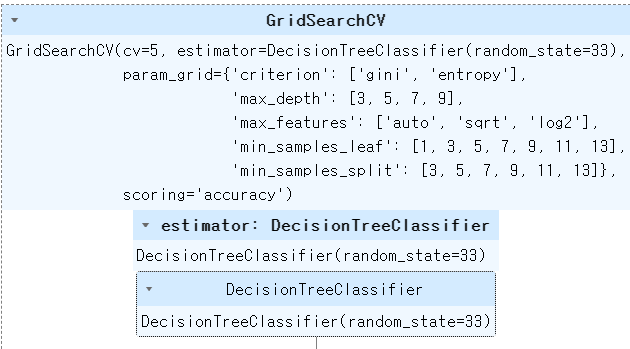 GridSearchCV
GridSearchCV(cv=5, estimator=DecisionTreeClassifier(random_state=33),
param_grid={'criterion': ['gini', 'entropy'],
'max_depth': [3, 5, 7, 9],
'max_features': ['auto', 'sqrt', 'log2'],
'min_samples_leaf': [1, 3, 5, 7, 9, 11, 13],
'min_samples_split': [3, 5, 7, 9, 11, 13]},
scoring='accuracy')
estimator: DecisionTreeClassifier
DecisionTreeClassifier(random_state=33)
DecisionTreeClassifier
DecisionTreeClassifier(random_state=33)